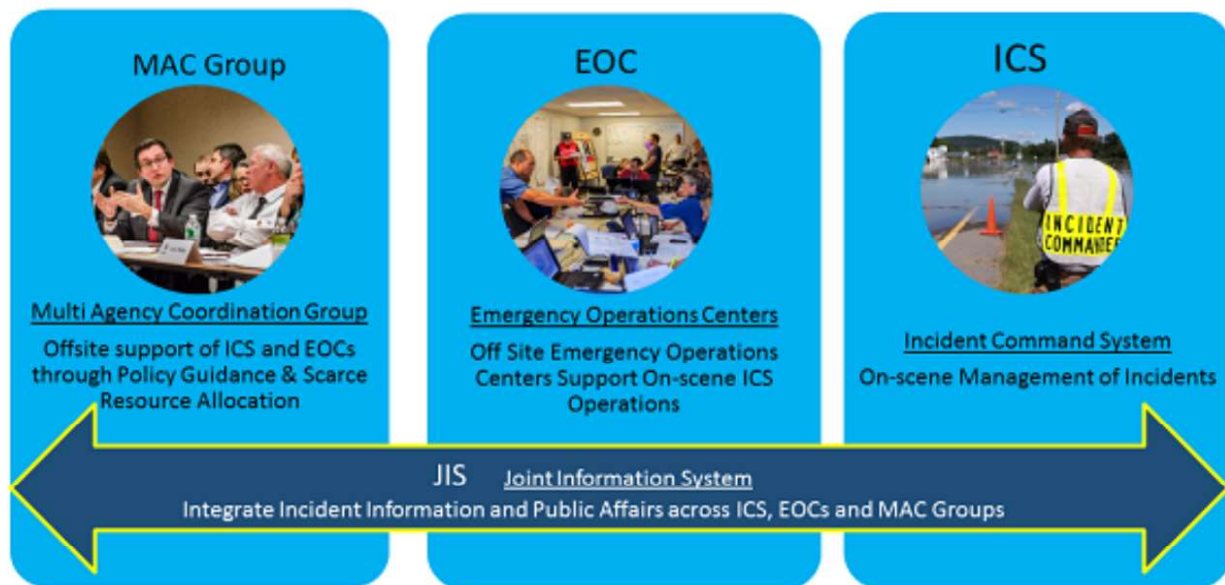 MAC Group
Multi Agency Coordination Group
Offsite support of ICS and EOCs
through Policy Guidance & Scarce
Resource Allocation
EOC
Emergency Operations Centers
Off Site Emergency Operations
Centers Support On-scene ICS
Operations
ICS
INCIDENT
COMMANDER
Incident Command System
On-scene Management of Incidents
JIS Joint Information System
Integrate Incident Information and Public Affairs across ICS, EOCs and MAC Groups